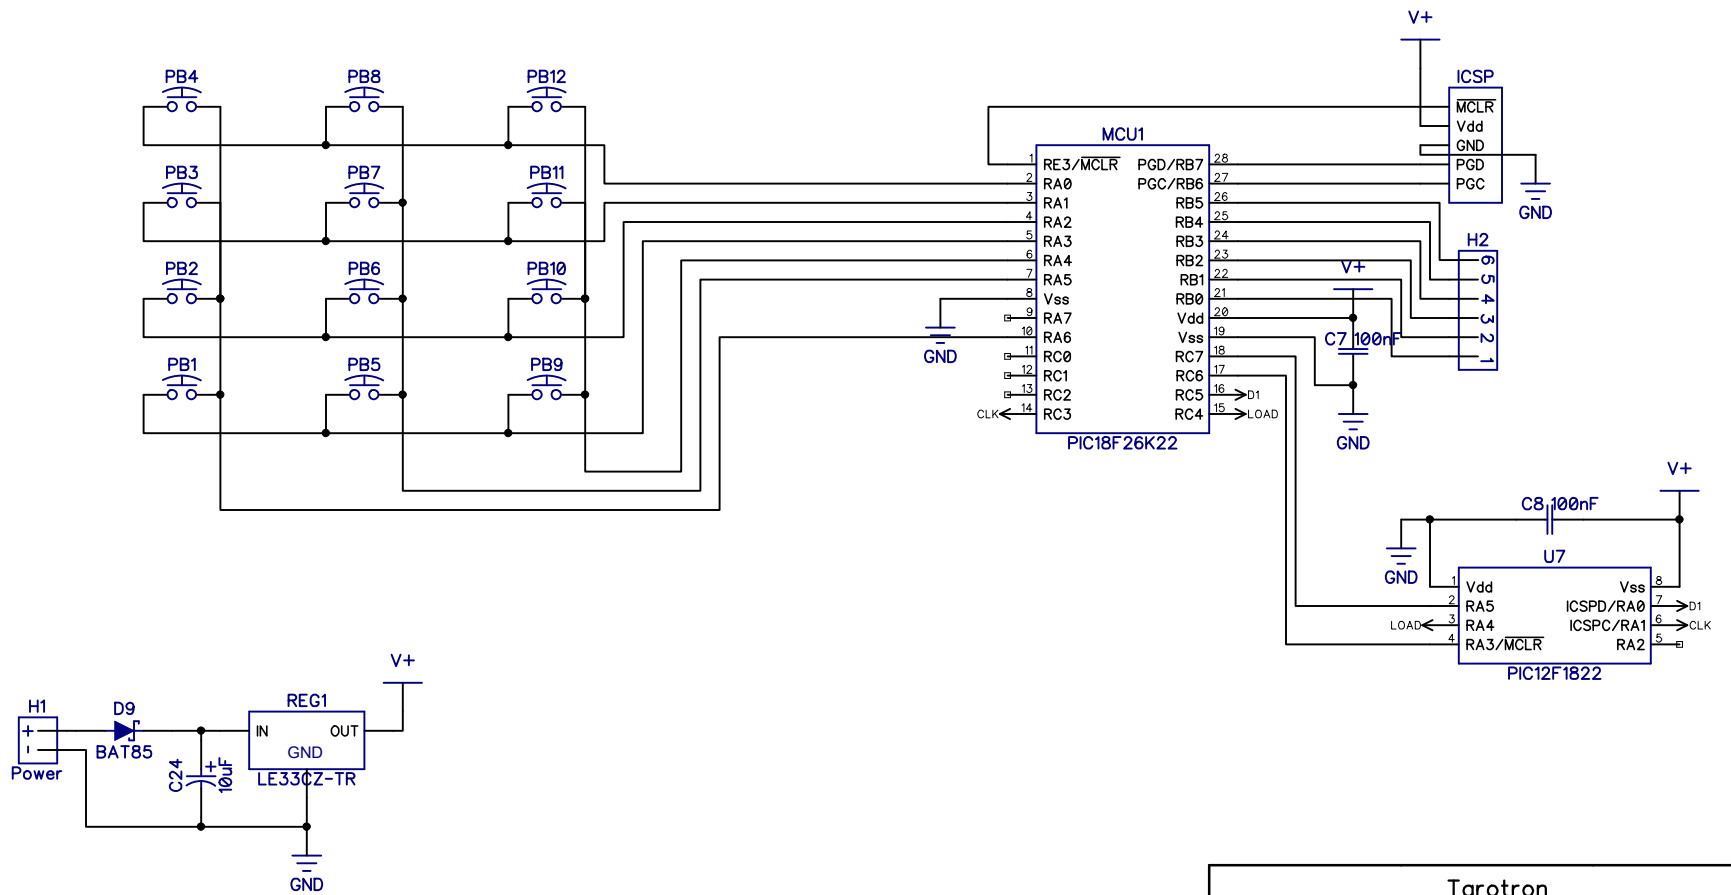 V+
PB4 PB8 PB12 ICSP
MCLR
Vdd
GND
PGD
PGC
GND
MCU1
PB3 PB7 PB11
1 RE3/MCLR PGD/RB7 28
2 RA0 PGC/RB6 27
3 RA1 RB5 26
4 RA2 RB4 25
5 RA3 RB3 24
6 RA4 RB2 23
7 RA5 RB1 22
8 Vss RB0 21
9 RA7 Vdd 20
10 RA6 Vss 19
11 RC0 RC7 18
12 RC1 RC6 17
13 RC2 RC5 16 D1
CLK 14 RC3 RC4 15 LOAD
PIC18F26K22
GND
H2
6
5
4
3
2
1
V+
C7 100nF
GND
PB2 PB6 PB10
PB1 PB5 PB9
V+
C8 100nF
GND
U7
1 Vdd Vss 8
2 RA5 ICSPD/RA0 7 D1
LOAD 3 RA4 ICSPC/RA1 6 CLK
4 RA3/MCLR RA2 5
PIC12F1822
V+
H1 D9 REG1
+ IN OUT
- BAT85 GND
Power C24 + 10uF LE33CZ-TR
GND
Tarotron